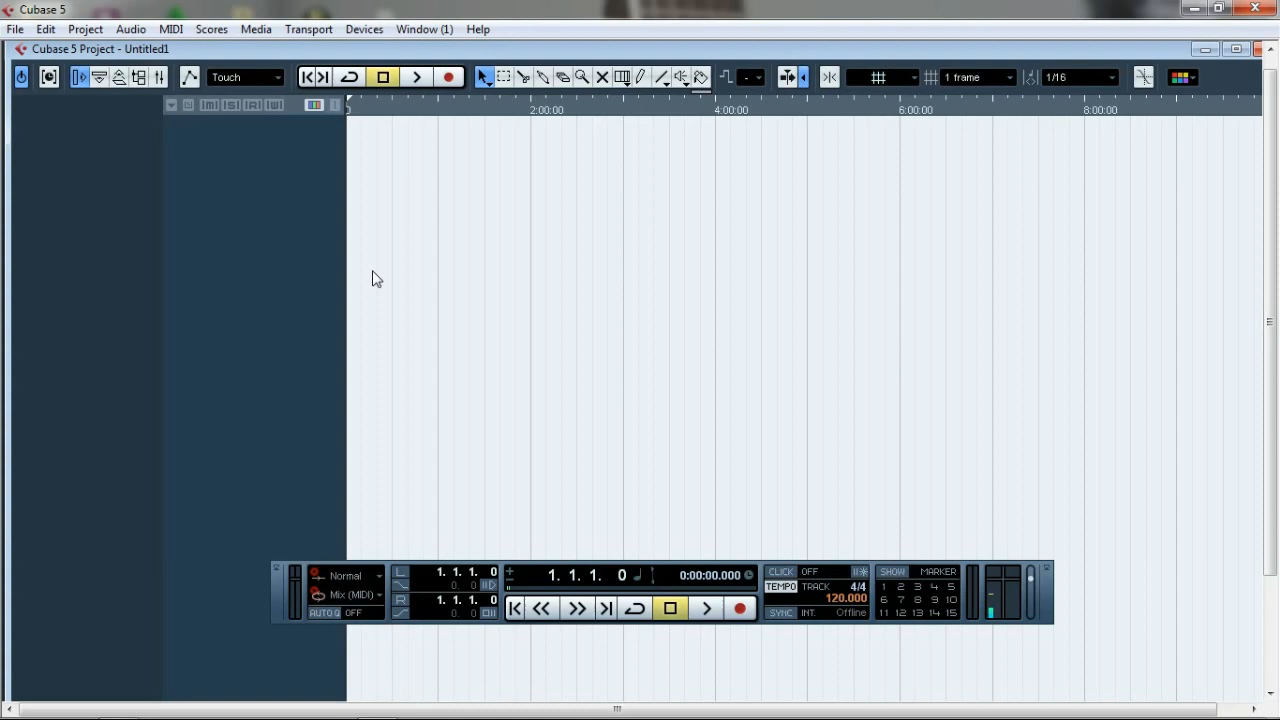 Cubase 5
File Edit Project Audio MIDI Scores Media Transport Devices Window (1) Help
Cubase 5 Project - Untitled1
Touch - 1 frame 1/16
2:00:00 4:00:00 6:00:00 8:00:00
Normal L 1. 1. 1. 0 1. 1. 1. 0 0:00:00.000 CLICK OFF SHOW MARKER
0. 0 TEMPO TRACK 4/4 1 2 3 4 5
Mix (MIDI) R 1. 1. 1. 0 120.000 6 7 8 9 10
AUTO Q OFF 0. 0 SYNC INT. Offline 11 12 13 14 15